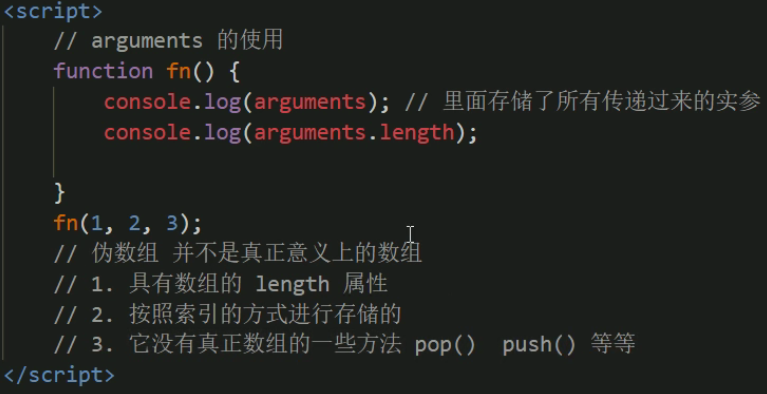 <script>
// arguments 的使用
function fn() {
console.log(arguments); // 里面存储了所有传递过来的实参
console.log(arguments.length);
}
fn(1, 2, 3);
// 伪数组 并不是真正意义上的数组
// 1. 具有数组的 length 属性
// 2. 按照索引的方式进行存储的
// 3. 它没有真正数组的一些方法 pop() push() 等等
</script>